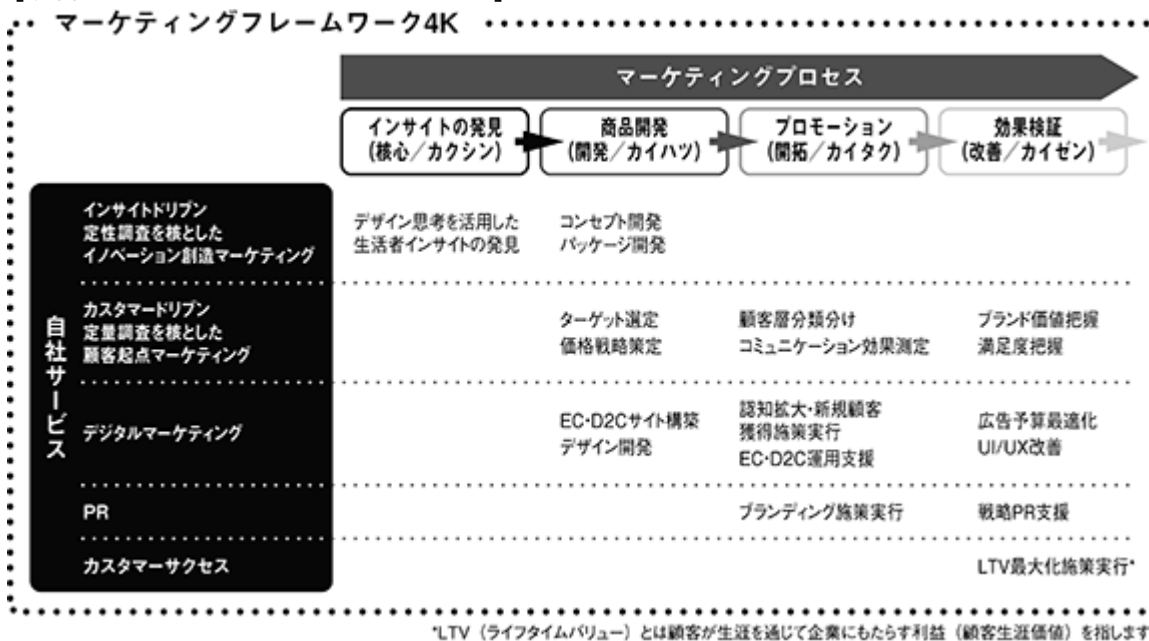 マーケティングフレームワーク4K
マーケティングプロセス
インサイトの発見
(核心/カクシン)
商品開発
(開発/カイハツ)
プロモーション
(開拓/カイタク)
効果検証
(改善/カイゼン)
自社サービス
インサイトドリブン
定性調査を核とした
イノベーション創造マーケティング
デザイン思考を活用した
生活者インサイトの発見
コンセプト開発
パッケージ開発
カスタマードリブン
定量調査を核とした
顧客起点マーケティング
ターゲット選定
価格戦略策定
顧客層分類分け
コミュニケーション効果測定
ブランド価値把握
満足度把握
デジタルマーケティング
EC・D2Cサイト構築
デザイン開発
認知拡大・新規顧客
獲得施策実行
EC・D2C運用支援
広告予算最適化
UI/UX改善
PR
ブランディング施策実行
戦略PR支援
カスタマーサクセス
LTV最大化施策実行*
*LTV（ライフタイムバリュー）とは顧客が生涯を通じて企業にもたらす利益（顧客生涯価値）を指します